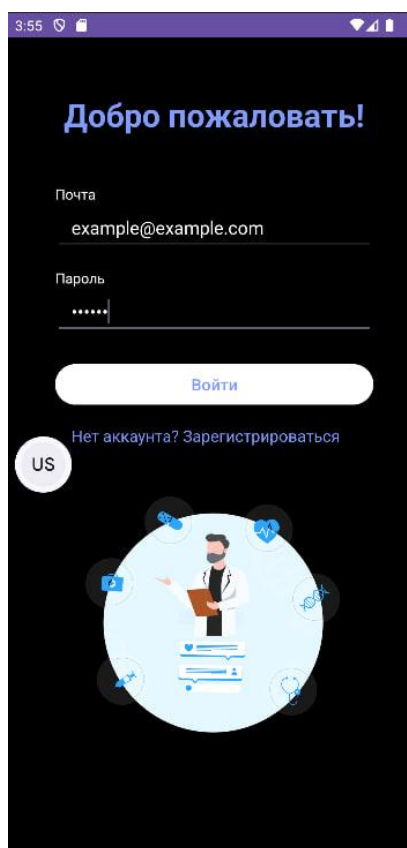 3:55
Добро пожаловать!
Почта
example@example.com
Пароль
••••••
Войти
Нет аккаунта? Зарегистрироваться
US